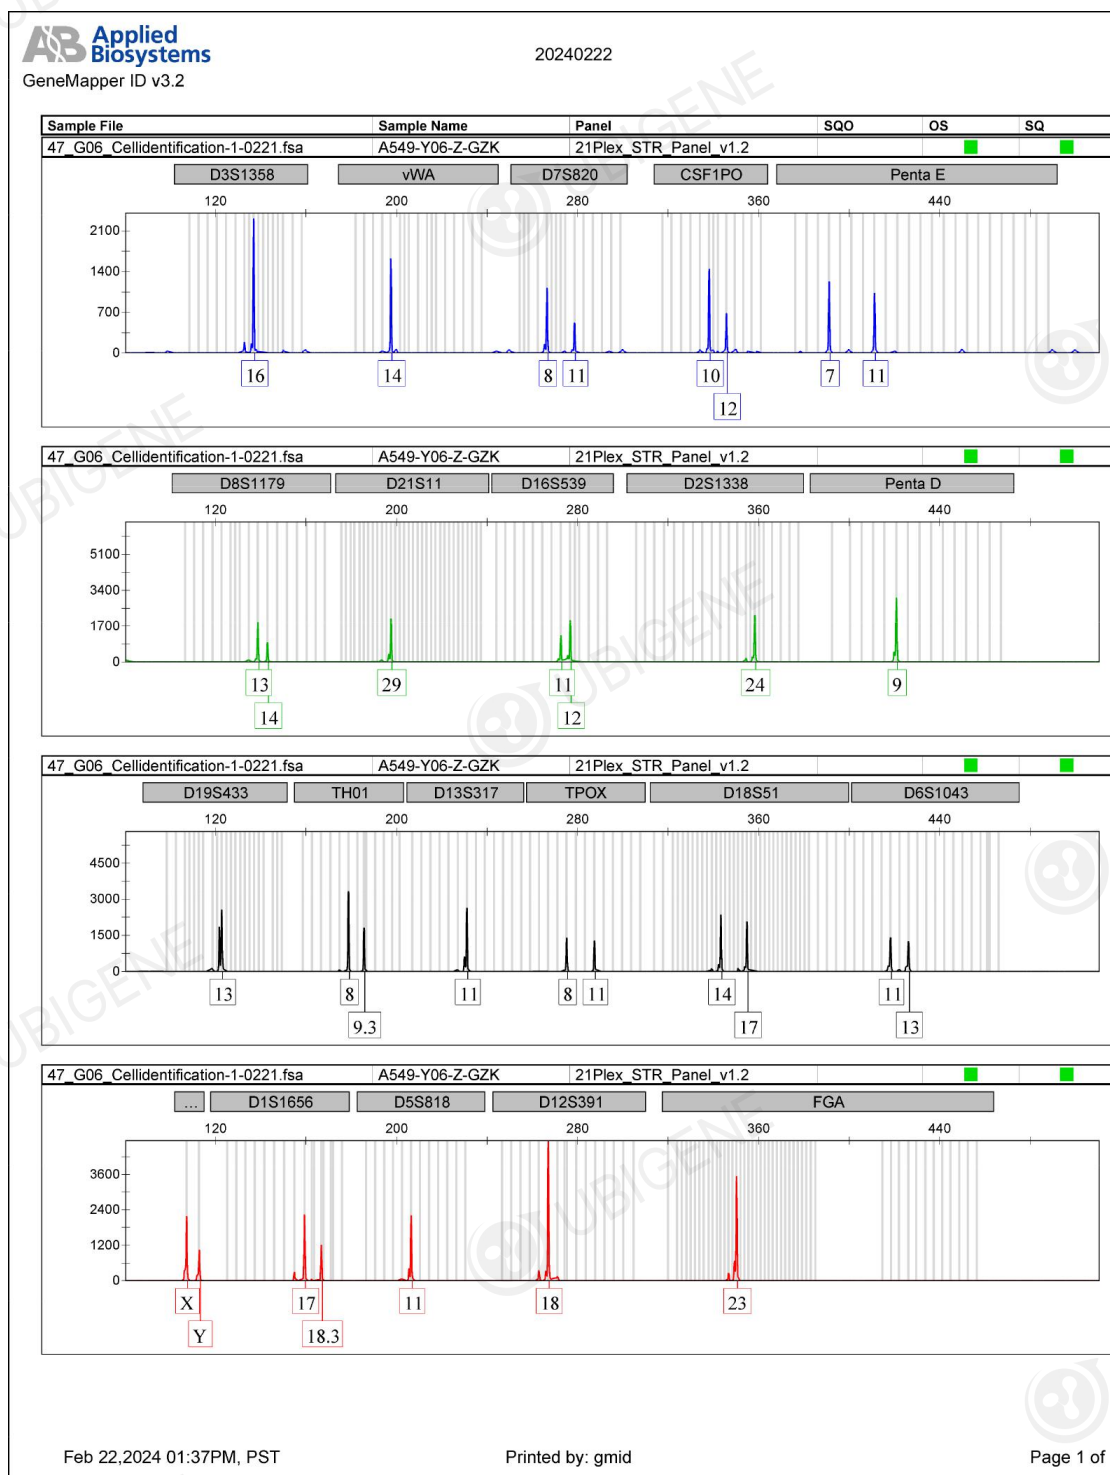 Applied
Biosystems
GeneMapper ID v3.2
20240222
Sample File Sample Name Panel SQO OS SQ
47_G06_Cellidentification-1-0221.fsa A549-Y06-Z-GZK 21Plex_STR_Panel_v1.2
D3S1358 vWA D7S820 CSF1PO Penta E
120 200 280 360 440
2100
1400
700
0
16 14 8 11 10 7 11
12
47_G06_Cellidentification-1-0221.fsa A549-Y06-Z-GZK 21Plex_STR_Panel_v1.2
D8S1179 D21S11 D16S539 D2S1338 Penta D
120 200 280 360 440
5100
3400
1700
0
13 29 11 24 9
14 12
47_G06_Cellidentification-1-0221.fsa A549-Y06-Z-GZK 21Plex_STR_Panel_v1.2
D19S433 TH01 D13S317 TPOX D18S51 D6S1043
120 200 280 360 440
4500
3000
1500
0
13 8 11 8 11 14 11
9.3 17 13
47_G06_Cellidentification-1-0221.fsa A549-Y06-Z-GZK 21Plex_STR_Panel_v1.2
... D1S1656 D5S818 D12S391 FGA
120 200 280 360 440
3600
2400
1200
0
X 17 11 18 23
Y 18.3
Feb 22,2024 01:37PM, PST Printed by: gmid Page 1 of
UBIGENE
UBIGENE
UBIGENE
UBIGENE
UBIGENE